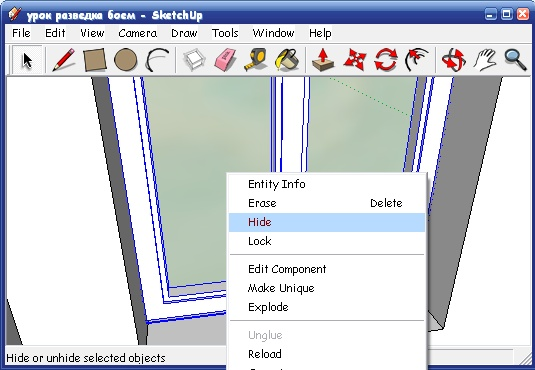 урок разведка боем - SketchUp
File Edit View Camera Draw Tools Window Help
Entity Info
Erase Delete
Hide
Lock
Edit Component
Make Unique
Explode
Unglue
Reload
Hide or unhide selected objects